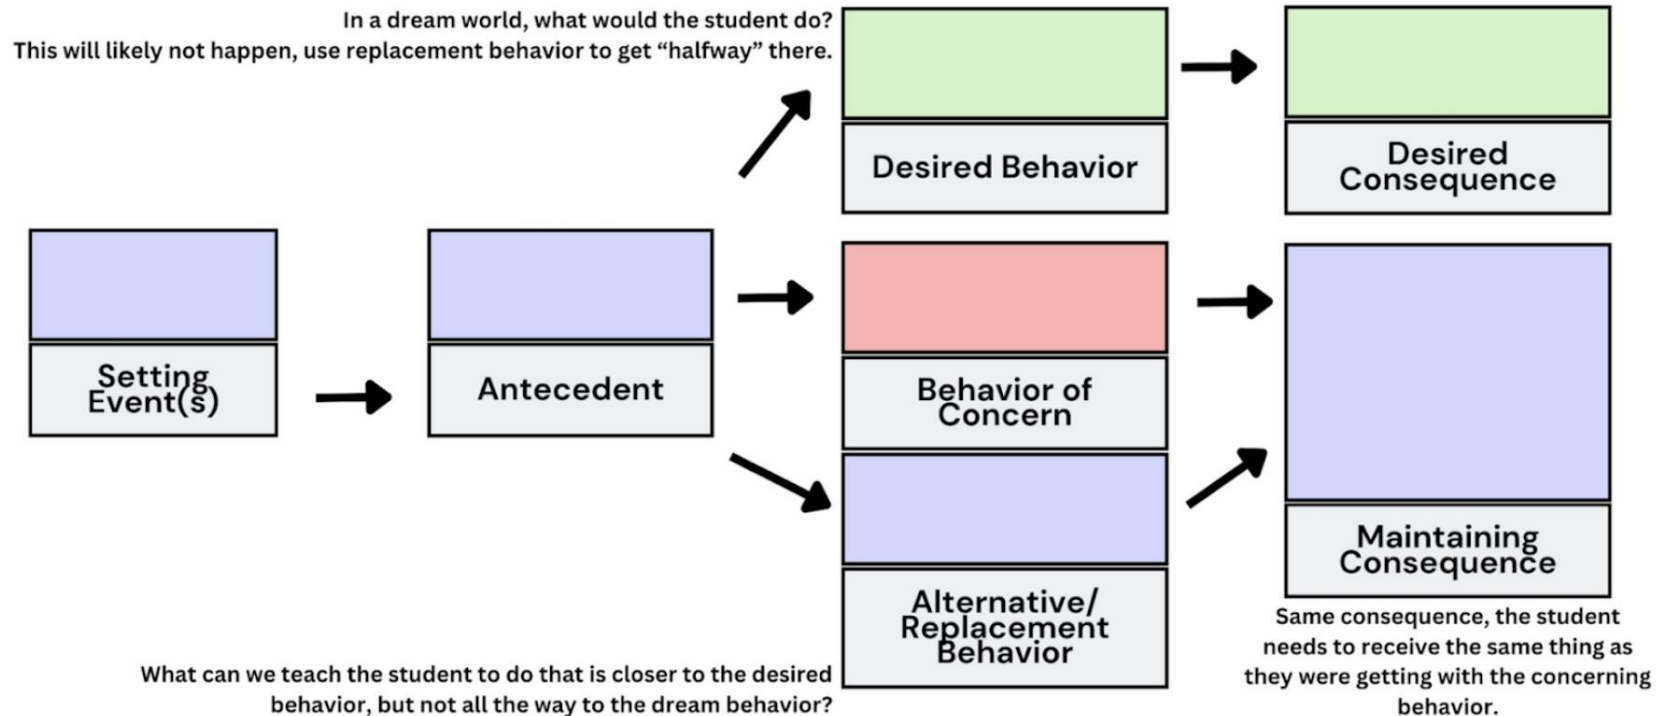 In a dream world, what would the student do?
This will likely not happen, use replacement behavior to get “halfway” there.
Desired Behavior
Desired
Consequence
Setting
Event(s)
Antecedent
Behavior of
Concern
Alternative/
Replacement
Behavior
Maintaining
Consequence
What can we teach the student to do that is closer to the desired
behavior, but not all the way to the dream behavior?
Same consequence, the student
needs to receive the same thing as
they were getting with the concerning
behavior.